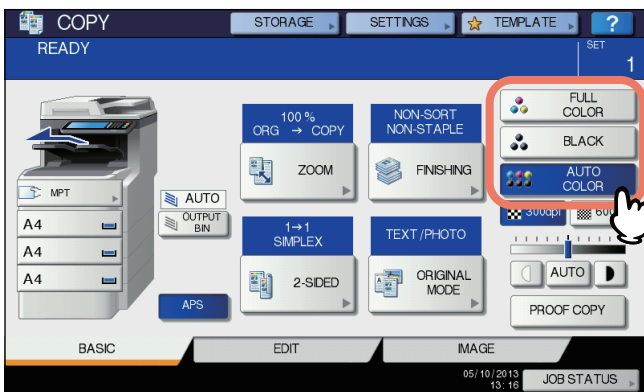 COPY
STORAGE
SETTINGS
TEMPLATE
?
READY
SET
1
100 %
ORG → COPY
NON-SORT
NON-STAPLE
FULL
COLOR
BLACK
AUTO
COLOR
ZOOM
FINISHING
MPT
AUTO
OUTPUT
BIN
300dpi
600
A4
A4
A4
1→1
SIMPLEX
TEXT/PHOTO
2-SIDED
ORIGINAL
MODE
AUTO
APS
PROOF COPY
BASIC
EDIT
IMAGE
05/10/2013
13:16
JOB STATUS